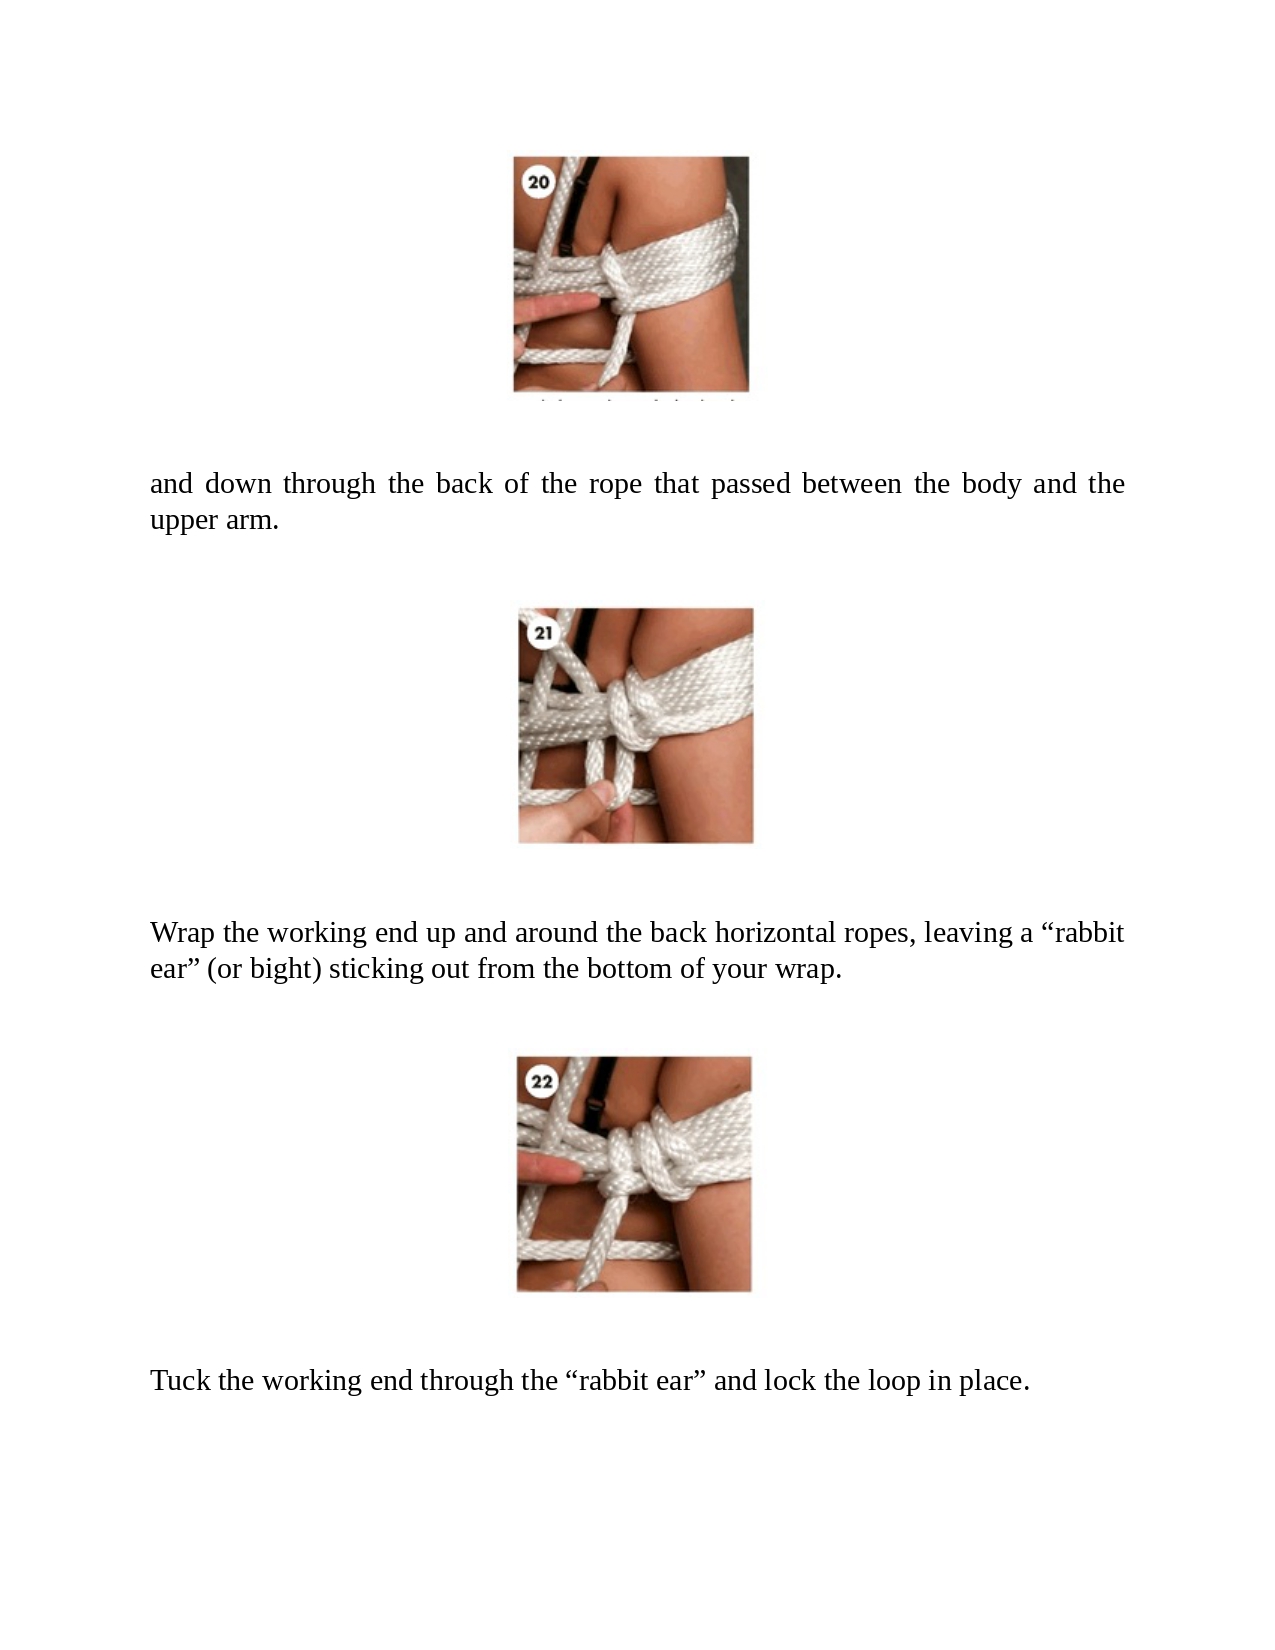 20
and down through the back of the rope that passed between the body and the
upper arm.
21
Wrap the working end up and around the back horizontal ropes, leaving a “rabbit
ear” (or bight) sticking out from the bottom of your wrap.
22
Tuck the working end through the “rabbit ear” and lock the loop in place.